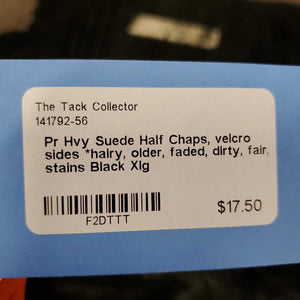 The Tack Collector
141792-56
Pr Hvy Suede Half Chaps, velcro
sides *hairy, older, faded, dirty, fair,
stains Black Xlg
F2DTTT
$17.50